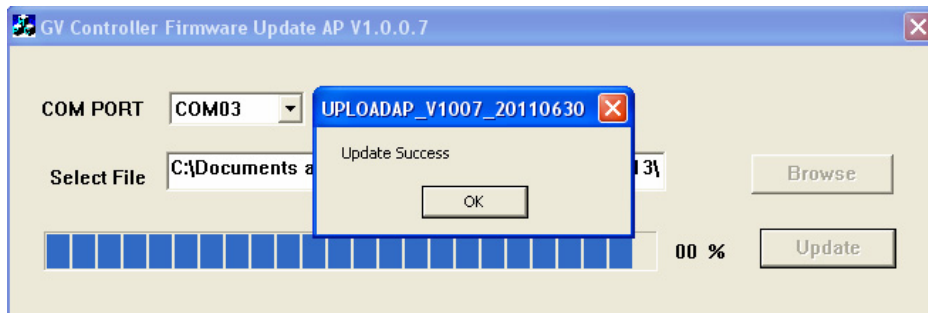 GV Controller Firmware Update AP V1.0.0.7
COM PORT COM03
UPLOADAP_V1007_20110630
Update Success
OK
Select File C:\Documents a 13\
Browse
00 %
Update